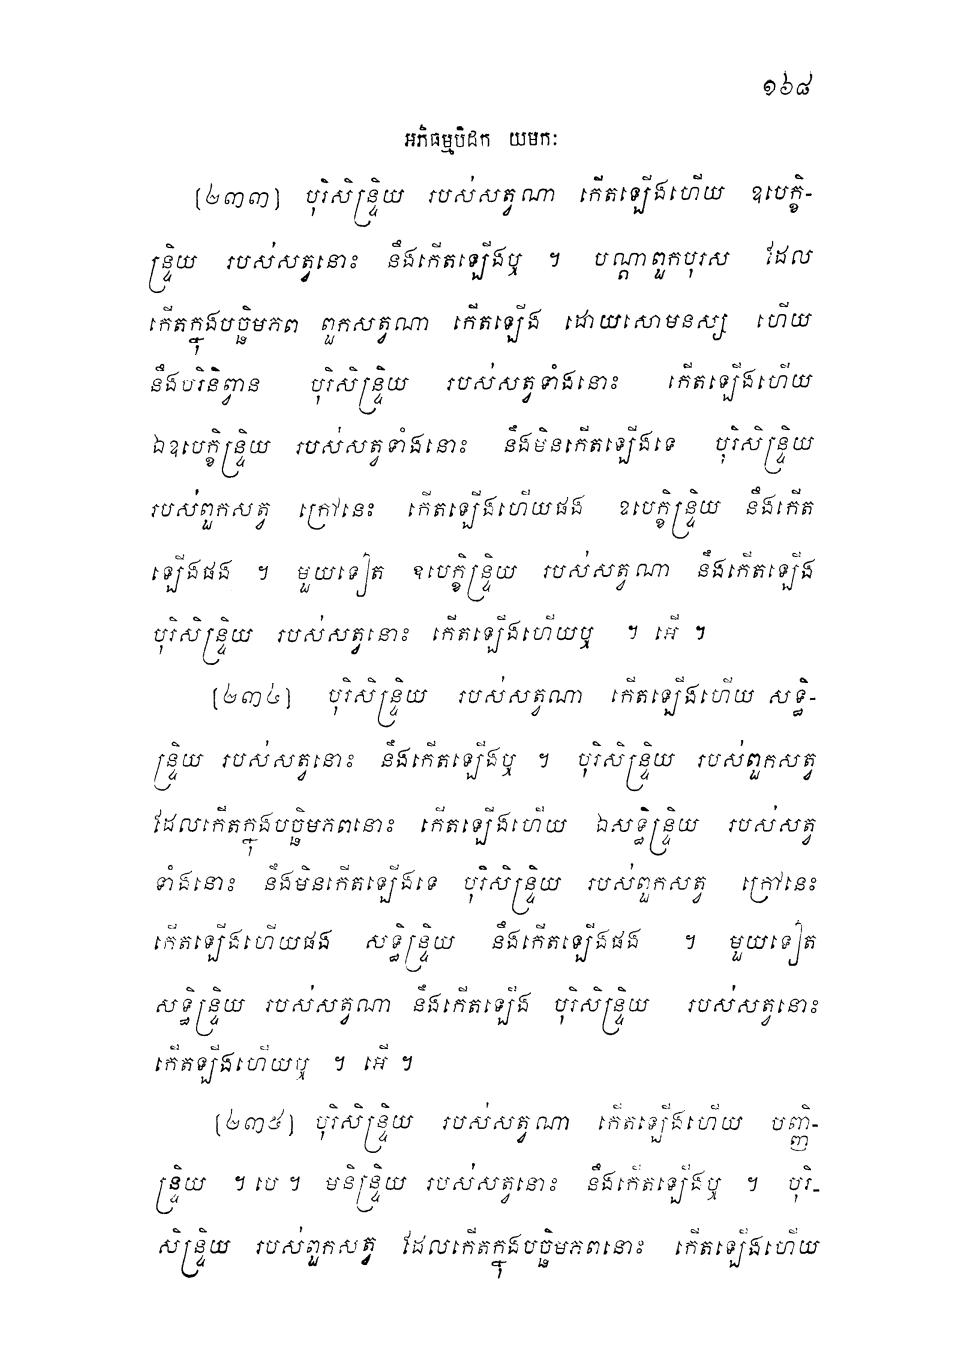 ១៦៨
អភិធម្មបិដក យមកៈ
[២៣៣] បុរិសិន្ទ្រិយ របស់សត្វណា កើតឡើងហើយ ឧបេក្ខិ-
ន្ទ្រិយ របស់សត្វនោះ នឹងកើតឡើងឬ ។ បណ្តាពួកបុរស ដែល
កើតក្នុងបច្ឆិមភព ពួកសត្វណា កើតឡើង ដោយសោមនស្ស ហើយ
នឹងបរិនិព្វាន បុរិសិន្ទ្រិយ របស់សត្វទាំងនោះ កើតឡើងហើយ
ឯឧបេក្ខិន្ទ្រិយ របស់សត្វទាំងនោះ នឹងមិនកើតឡើងទេ បុរិសិន្ទ្រិយ
របស់ពួកសត្វ ក្រៅនេះ កើតឡើងហើយផង ឧបេក្ខិន្ទ្រិយ នឹងកើត
ឡើងផង ។ មួយទៀត ឧបេក្ខិន្ទ្រិយ របស់សត្វណា នឹងកើតឡើង
បុរិសិន្ទ្រិយ របស់សត្វនោះ កើតឡើងហើយឬ ។ អើ ។
[២៣៤] បុរិសិន្ទ្រិយ របស់សត្វណា កើតឡើងហើយ សទ្ធិ-
ន្ទ្រិយ របស់សត្វនោះ នឹងកើតឡើងឬ ។ បុរិសិន្ទ្រិយ របស់ពួកសត្វ
ដែលកើតក្នុងបច្ឆិមភពនោះ កើតឡើងហើយ ឯសទ្ធិន្ទ្រិយ របស់សត្វ
ទាំងនោះ នឹងមិនកើតឡើងទេ បុរិសិន្ទ្រិយ របស់ពួកសត្វ ក្រៅនេះ
កើតឡើងហើយផង សទ្ធិន្ទ្រិយ នឹងកើតឡើងផង ។ មួយទៀត
សទ្ធិន្ទ្រិយ របស់សត្វណា នឹងកើតឡើង បុរិសិន្ទ្រិយ របស់សត្វនោះ
កើតឡើងហើយឬ ។ អើ ។
[២៣៥] បុរិសិន្ទ្រិយ របស់សត្វណា កើតឡើងហើយ បញ្ញិ-
ន្ទ្រិយ ។ បេ ។ មនិន្ទ្រិយ របស់សត្វនោះ នឹងកើតឡើងឬ ។ បុរិ-
សិន្ទ្រិយ របស់ពួកសត្វ ដែលកើតក្នុងបច្ឆិមភពនោះ កើតឡើងហើយ